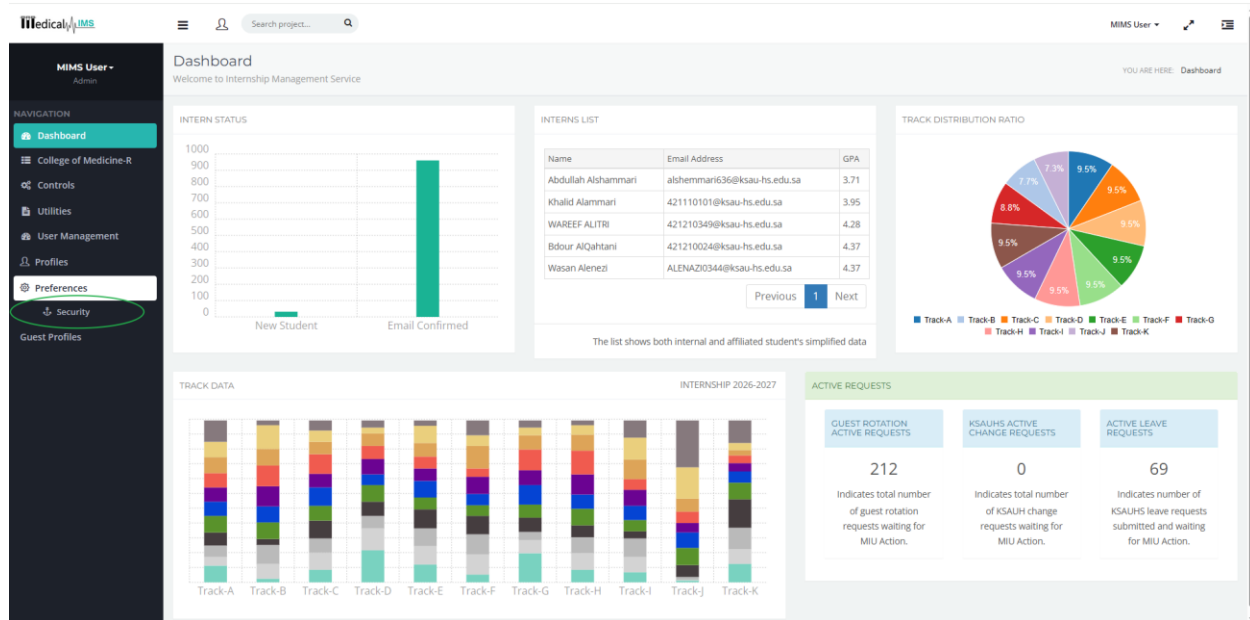 Medical IMS
Search project...
MIMS User
MIMS User
Admin
NAVIGATION
Dashboard
College of Medicine-R
Controls
Utilities
User Management
Profiles
Preferences
Security
Guest Profiles
Dashboard
Welcome to Internship Management Service
YOU ARE HERE: Dashboard
INTERN STATUS
1000
900
800
700
600
500
400
300
200
100
0
New Student Email Confirmed
INTERNS LIST
Name Email Address GPA
Abdullah Alshammari alshemmari636@ksau-hs.edu.sa 3.71
Khalid Alammari 421110101@ksau-hs.edu.sa 3.95
WAREEF ALITRI 421210349@ksau-hs.edu.sa 4.28
Bdour AlQahtani 421210024@ksau-hs.edu.sa 4.37
Wasan Alenezi ALENAZI0344@ksau-hs.edu.sa 4.37
Previous 1 Next
The list shows both internal and affiliated student's simplified data
TRACK DISTRIBUTION RATIO
7.3% 9.5%
7.7% 9.5%
8.8% 9.5%
9.5% 9.5%
9.5% 9.5%
9.5%
Track-A Track-B Track-C Track-D Track-E Track-F Track-G
Track-H Track-I Track-J Track-K
TRACK DATA INTERNSHIP 2026-2027
Track-A Track-B Track-C Track-D Track-E Track-F Track-G Track-H Track-I Track-J Track-K
ACTIVE REQUESTS
GUEST ROTATION
ACTIVE REQUESTS
212
Indicates total number
of guest rotation
requests waiting for
MIU Action.
KSAUHS ACTIVE
CHANGE REQUESTS
0
Indicates total number
of KSAUH change
requests waiting for
MIU Action.
ACTIVE LEAVE
REQUESTS
69
Indicates number of
KSAUHS leave requests
submitted and waiting
for MIU Action.